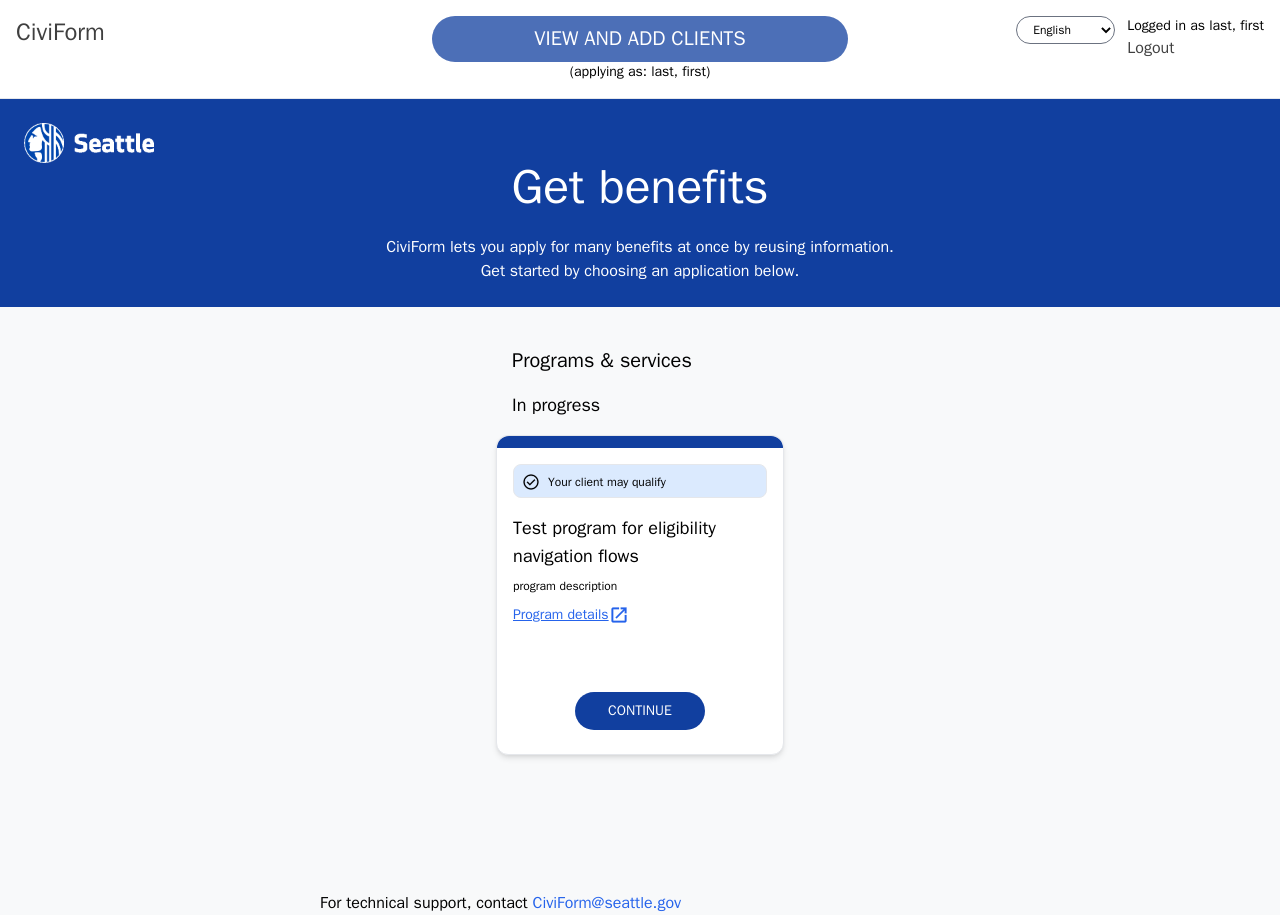 CiviForm
VIEW AND ADD CLIENTS
(applying as: last, first)
English
Logged in as last, first
Logout
Seattle
Get benefits
CiviForm lets you apply for many benefits at once by reusing information.
Get started by choosing an application below.
Programs & services
In progress
Your client may qualify
Test program for eligibility
navigation flows
program description
Program details
CONTINUE
For technical support, contact CiviForm@seattle.gov